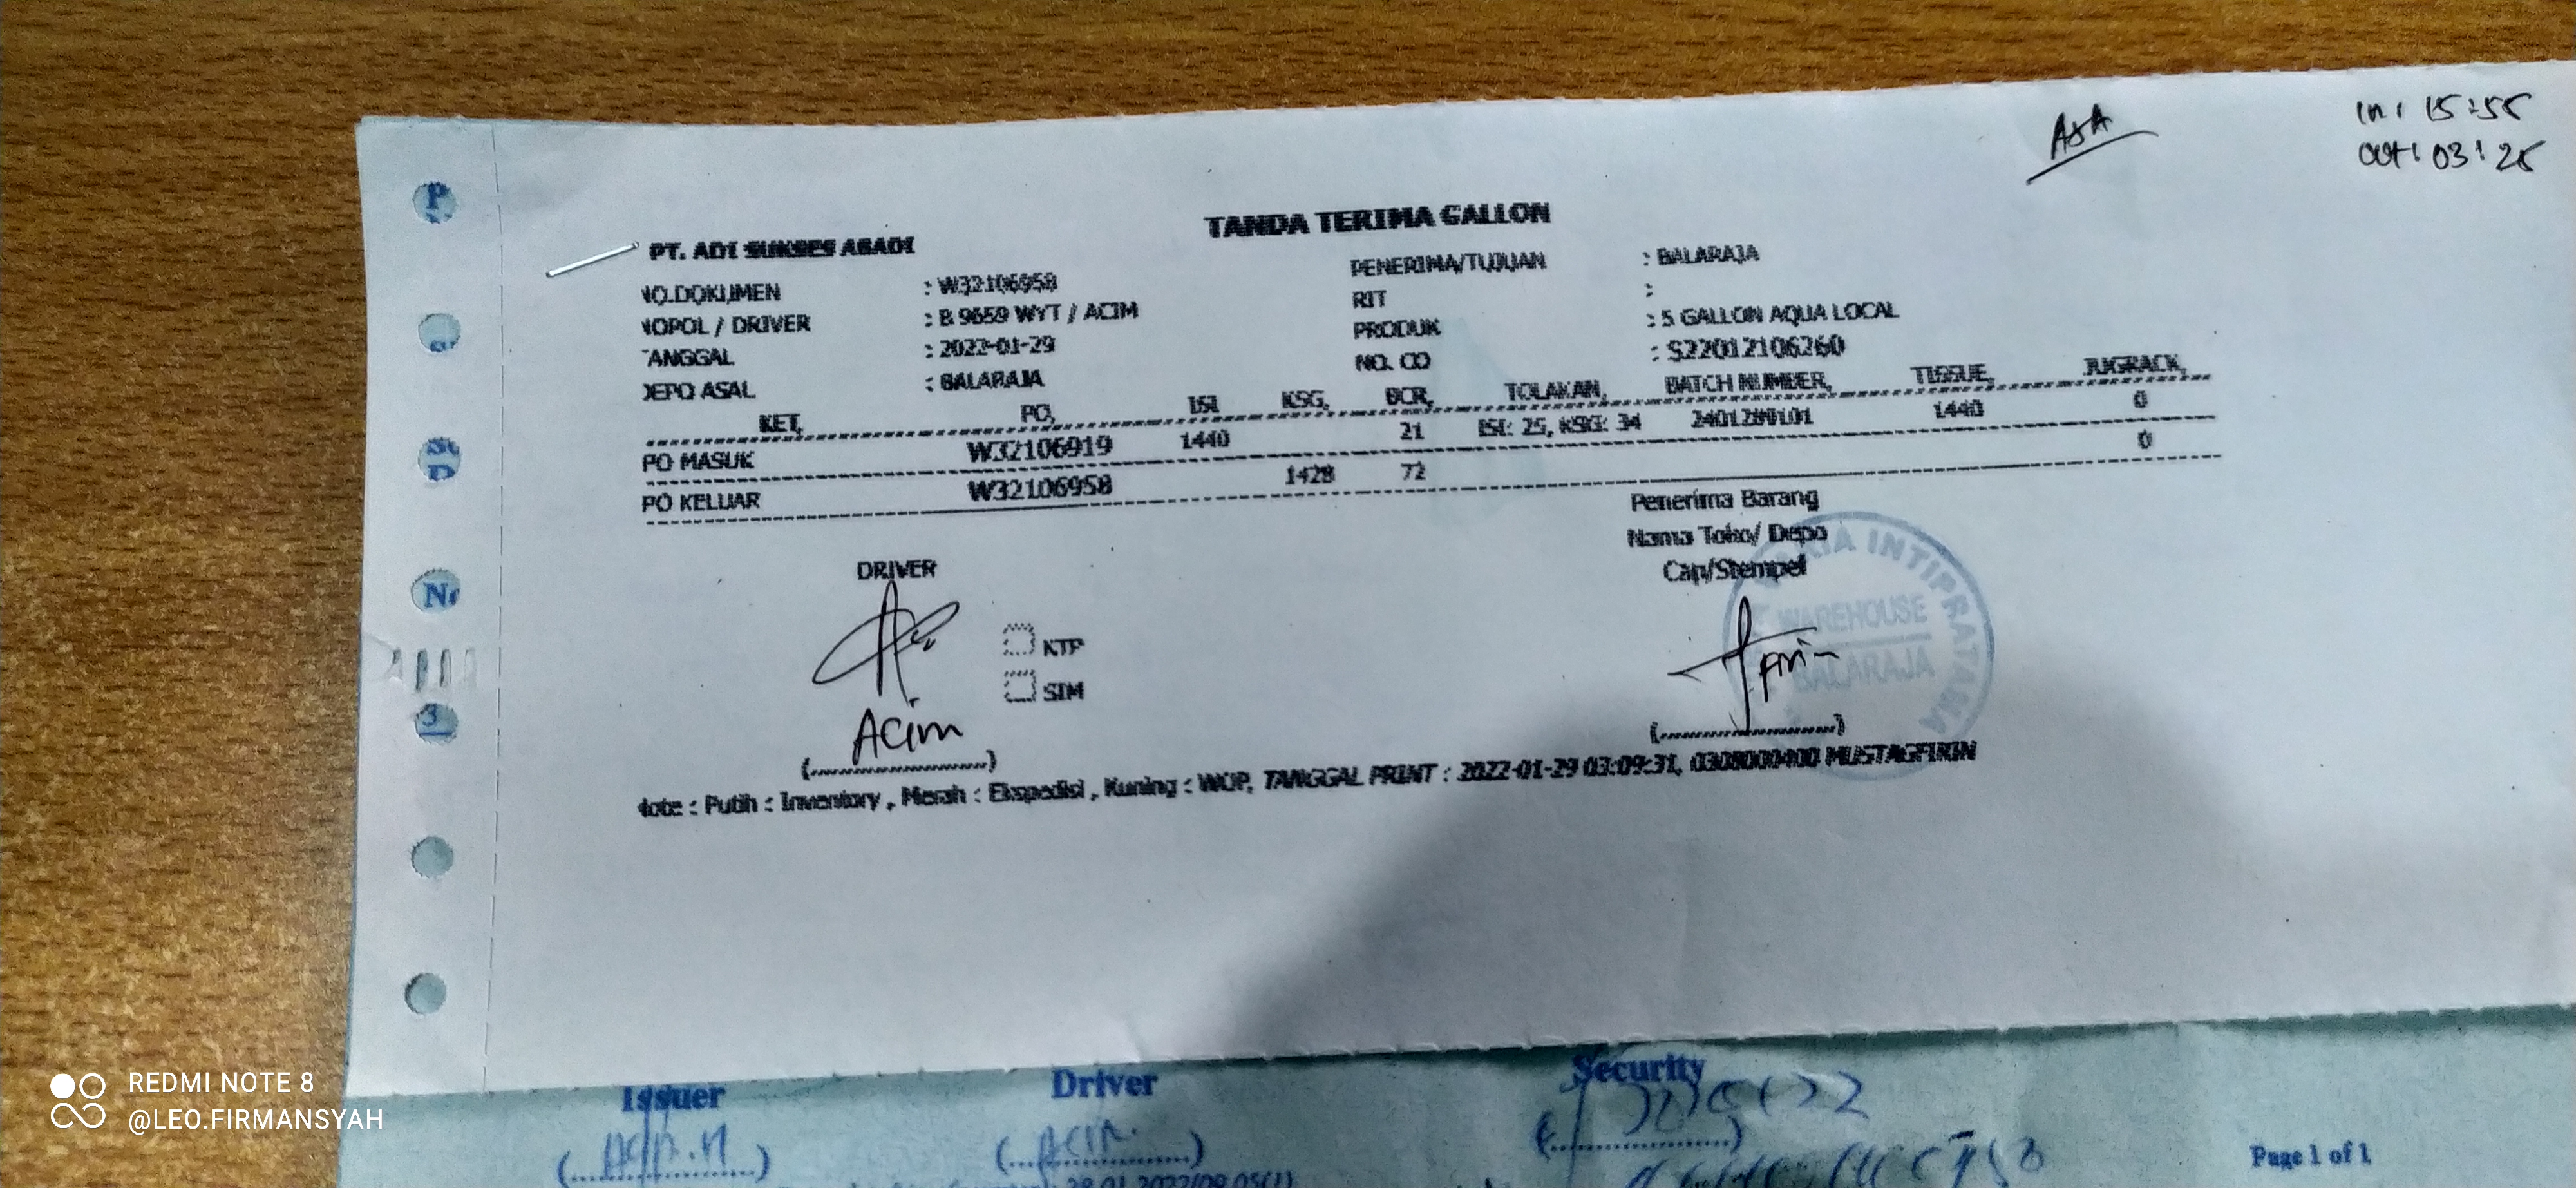 ASA
In : 15:55
Out : 03:25
TANDA TERIMA GALLON
PT. ADI SUKSES ABADI
NO.DOKUMEN : W32106958 PENERIMA/TUJUAN : BALARAJA
NOPOL / DRIVER : B 9659 WYT / ACIM RIT :
TANGGAL : 2022-01-29 PRODUK : 5 GALLON AQUA LOCAL
DEPO ASAL : BALARAJA NO. CO : S22012106260
KET, PO, ISI KSG, BCR, TOLAKAN, BATCH NUMBER, TISSUE, JUGRACK,
PO MASUK W32106919 1440 21 ISI: 25, KSG: 34 1440 0
PO KELUAR W32106958 1428 72 0
Penerima Barang
Nama Toko/ Depo
DRIVER Cap/Stempel
INTIPRATAMA
WAREHOUSE
BALARAJA
KTP
SIM
Acim
(........................) (........................)
Note : Putih : Inventory , Merah : Ekspedisi , Kuning : WOP, TANGGAL PRINT : 2022-01-29 03:09:31, 0308000400 MUSTAGFIRIN
Issuer Driver Security
Page 1 of 1
REDMI NOTE 8
@LEO.FIRMANSYAH